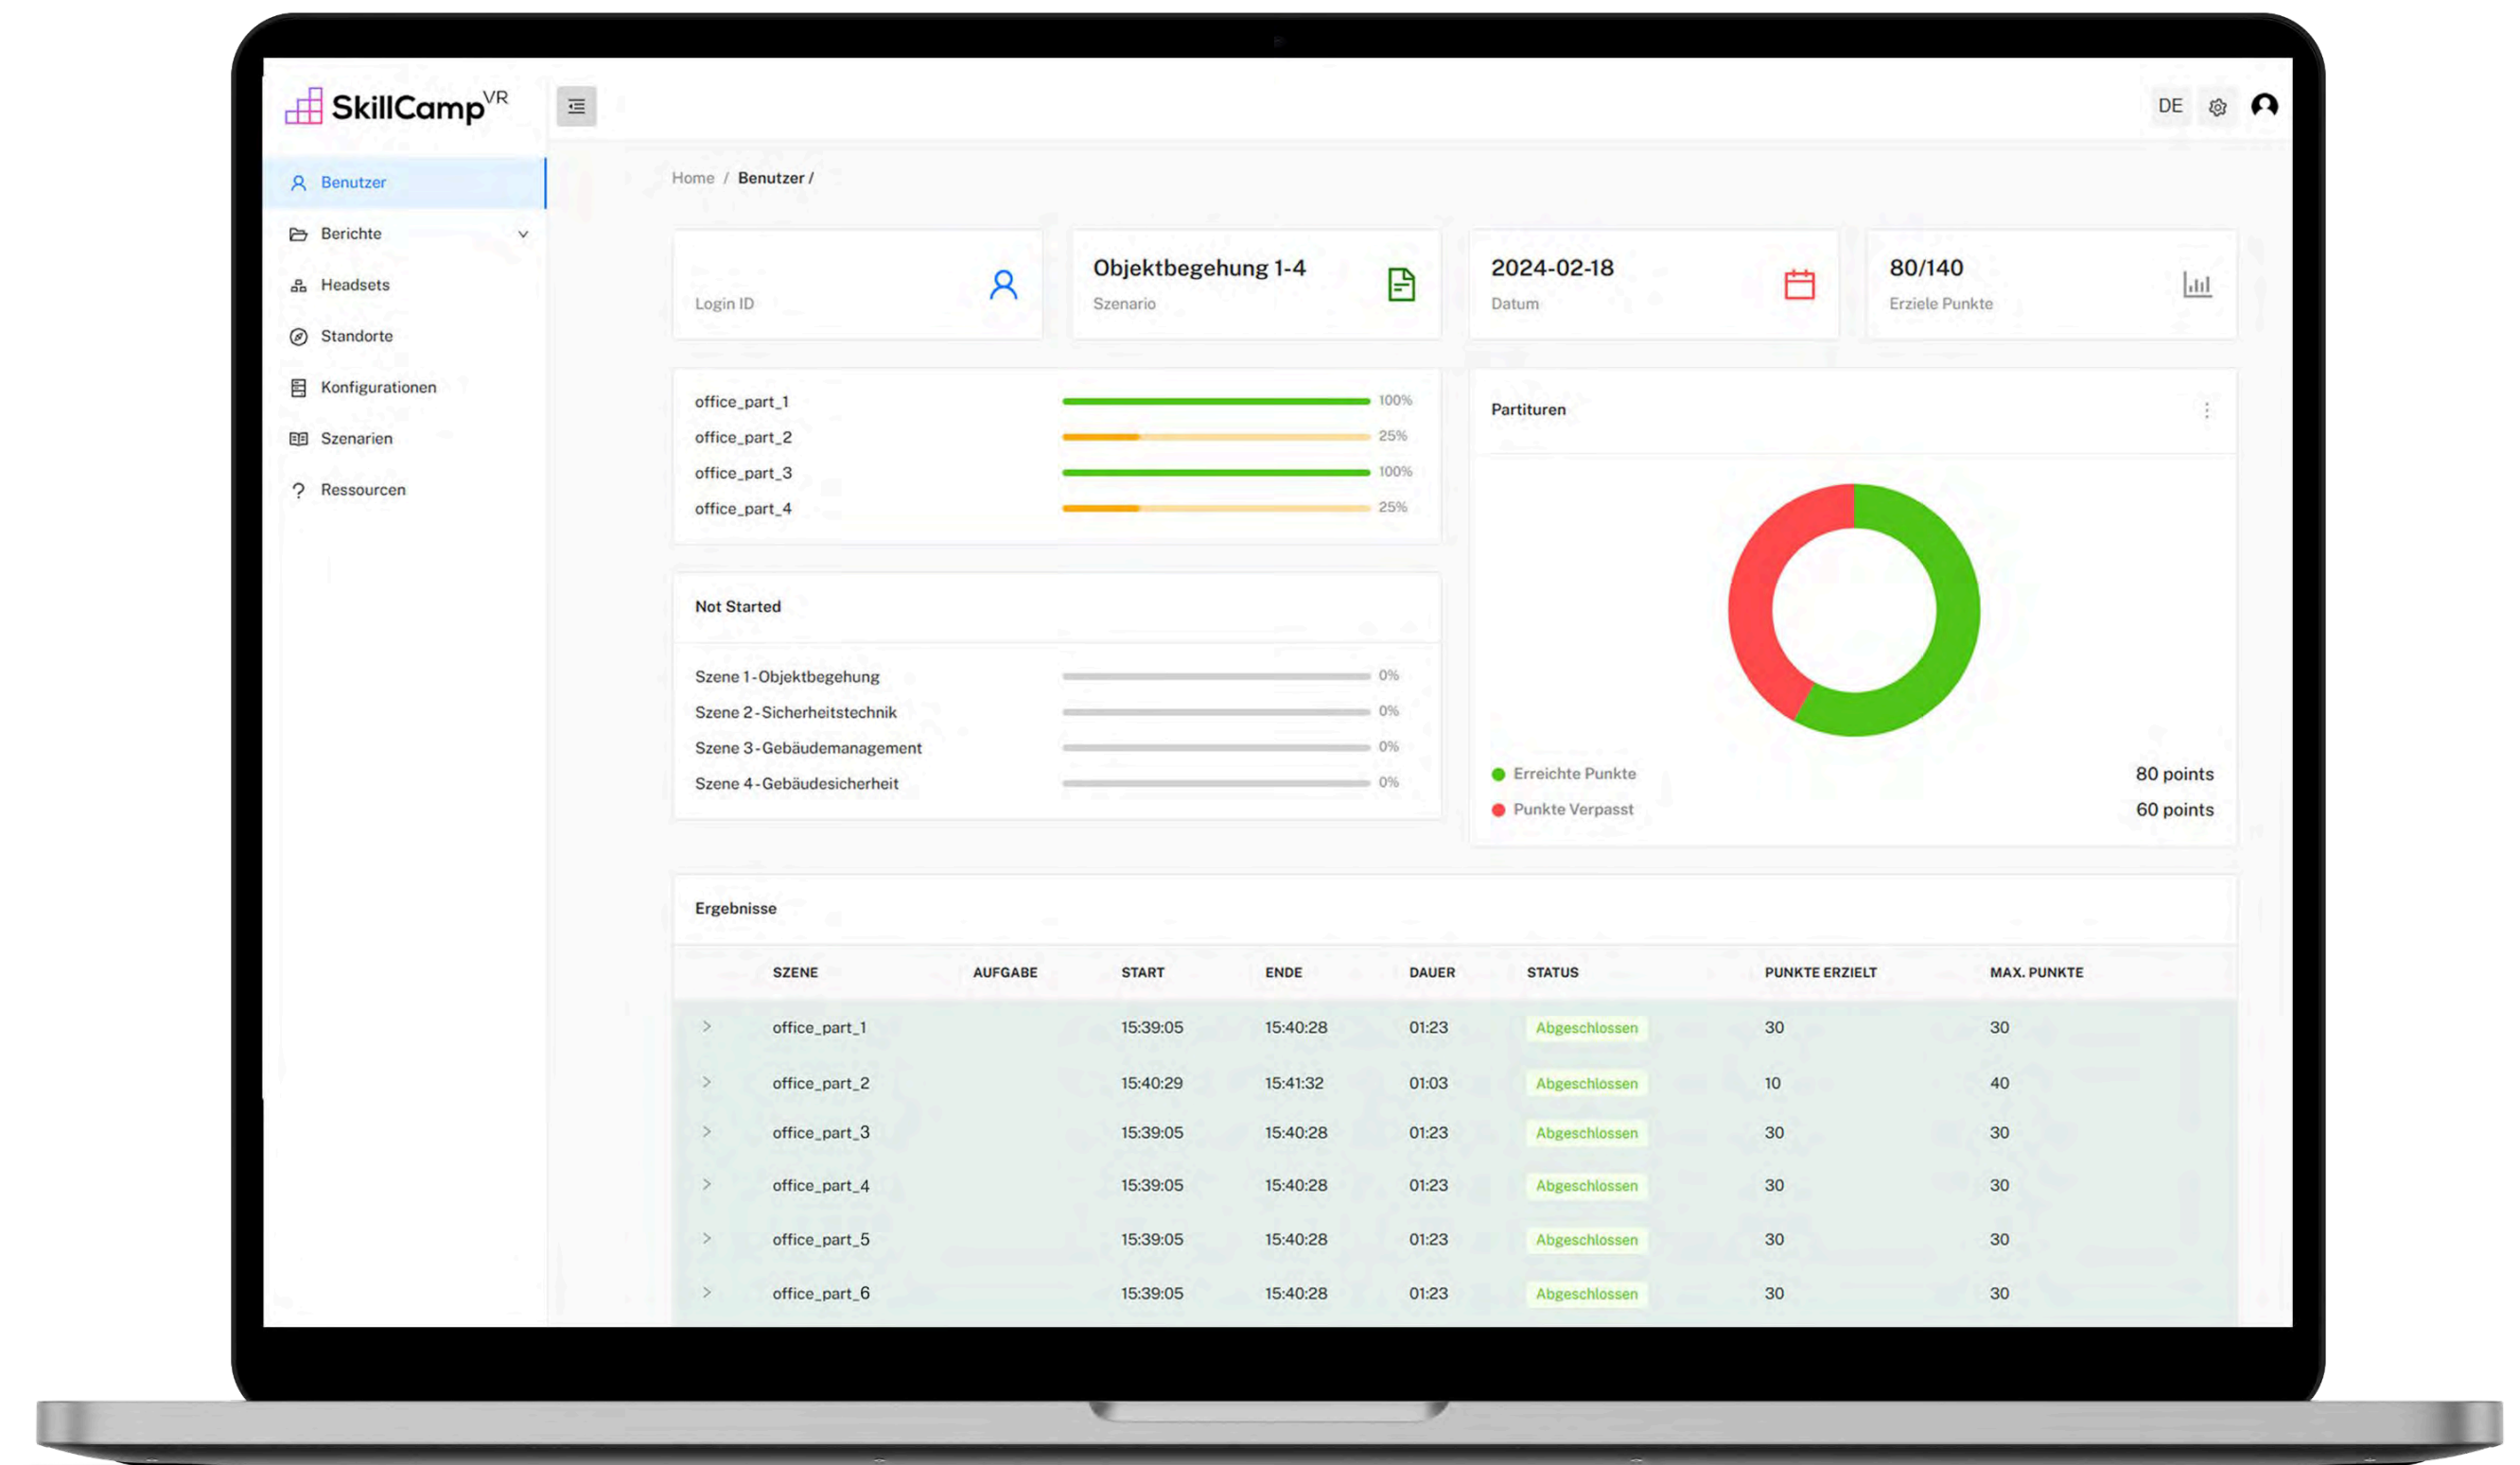 SkillCamp VR
DE
Benutzer
Berichte
Headsets
Standorte
Konfigurationen
Szenarien
Ressourcen
Home / Benutzer /
Login ID
Objektbegehung 1-4
Szenario
2024-02-18
Datum
80/140
Erziele Punkte
office_part_1 100%
office_part_2 25%
office_part_3 100%
office_part_4 25%
Not Started
Szene 1-Objektbegehung 0%
Szene 2-Sicherheitstechnik 0%
Szene 3-Gebäudemanagement 0%
Szene 4-Gebäudesicherheit 0%
Partituren
Erreichte Punkte 80 points
Punkte Verpasst 60 points
Ergebnisse
SZENE AUFGABE START ENDE DAUER STATUS PUNKTE ERZIELT MAX. PUNKTE
office_part_1 15:39:05 15:40:28 01:23 Abgeschlossen 30 30
office_part_2 15:40:29 15:41:32 01:03 Abgeschlossen 10 40
office_part_3 15:39:05 15:40:28 01:23 Abgeschlossen 30 30
office_part_4 15:39:05 15:40:28 01:23 Abgeschlossen 30 30
office_part_5 15:39:05 15:40:28 01:23 Abgeschlossen 30 30
office_part_6 15:39:05 15:40:28 01:23 Abgeschlossen 30 30